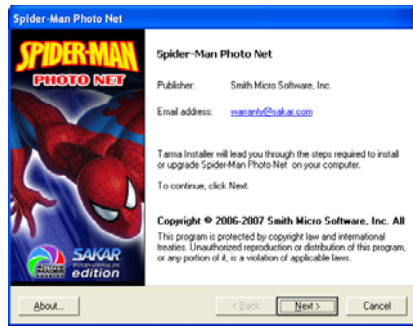 Spider-Man Photo Net
SPIDER-MAN
PHOTO NET
Spider-Man Photo Net
Publisher: Smith Micro Software, Inc.
Email address: warranty@sakar.com
Tarma Installer will lead you through the steps required to install
or upgrade Spider-Man Photo Net on your computer.
To continue, click Next.
Copyright © 2006-2007 Smith Micro Software, Inc. All
This program is protected by copyright law and international
treaties. Unauthorized reproduction or distribution of this program,
or any portion of it, is a violation of applicable laws.
SAKAR
edition
About...
< Back
Next >
Cancel